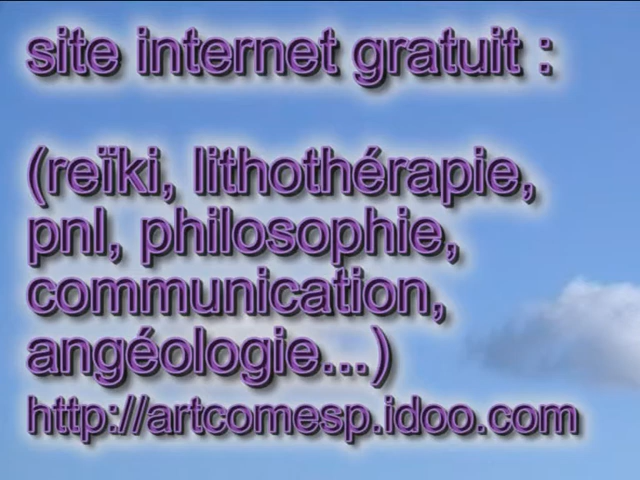 site internet gratuit :
(reïki, lithothérapie,
pnl, philosophie,
communication,
angéologie...)
http://artcomesp.idoo.com